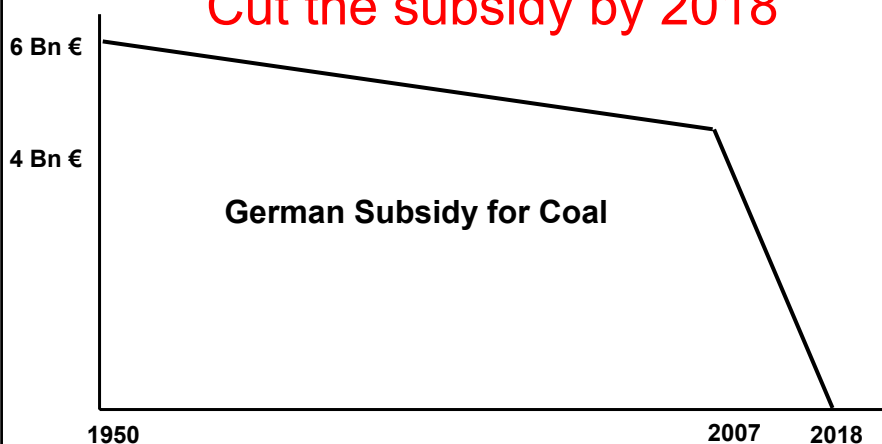 Cut the subsidy by 2018
6 Bn €
4 Bn €
German Subsidy for Coal
1950
2007
2018